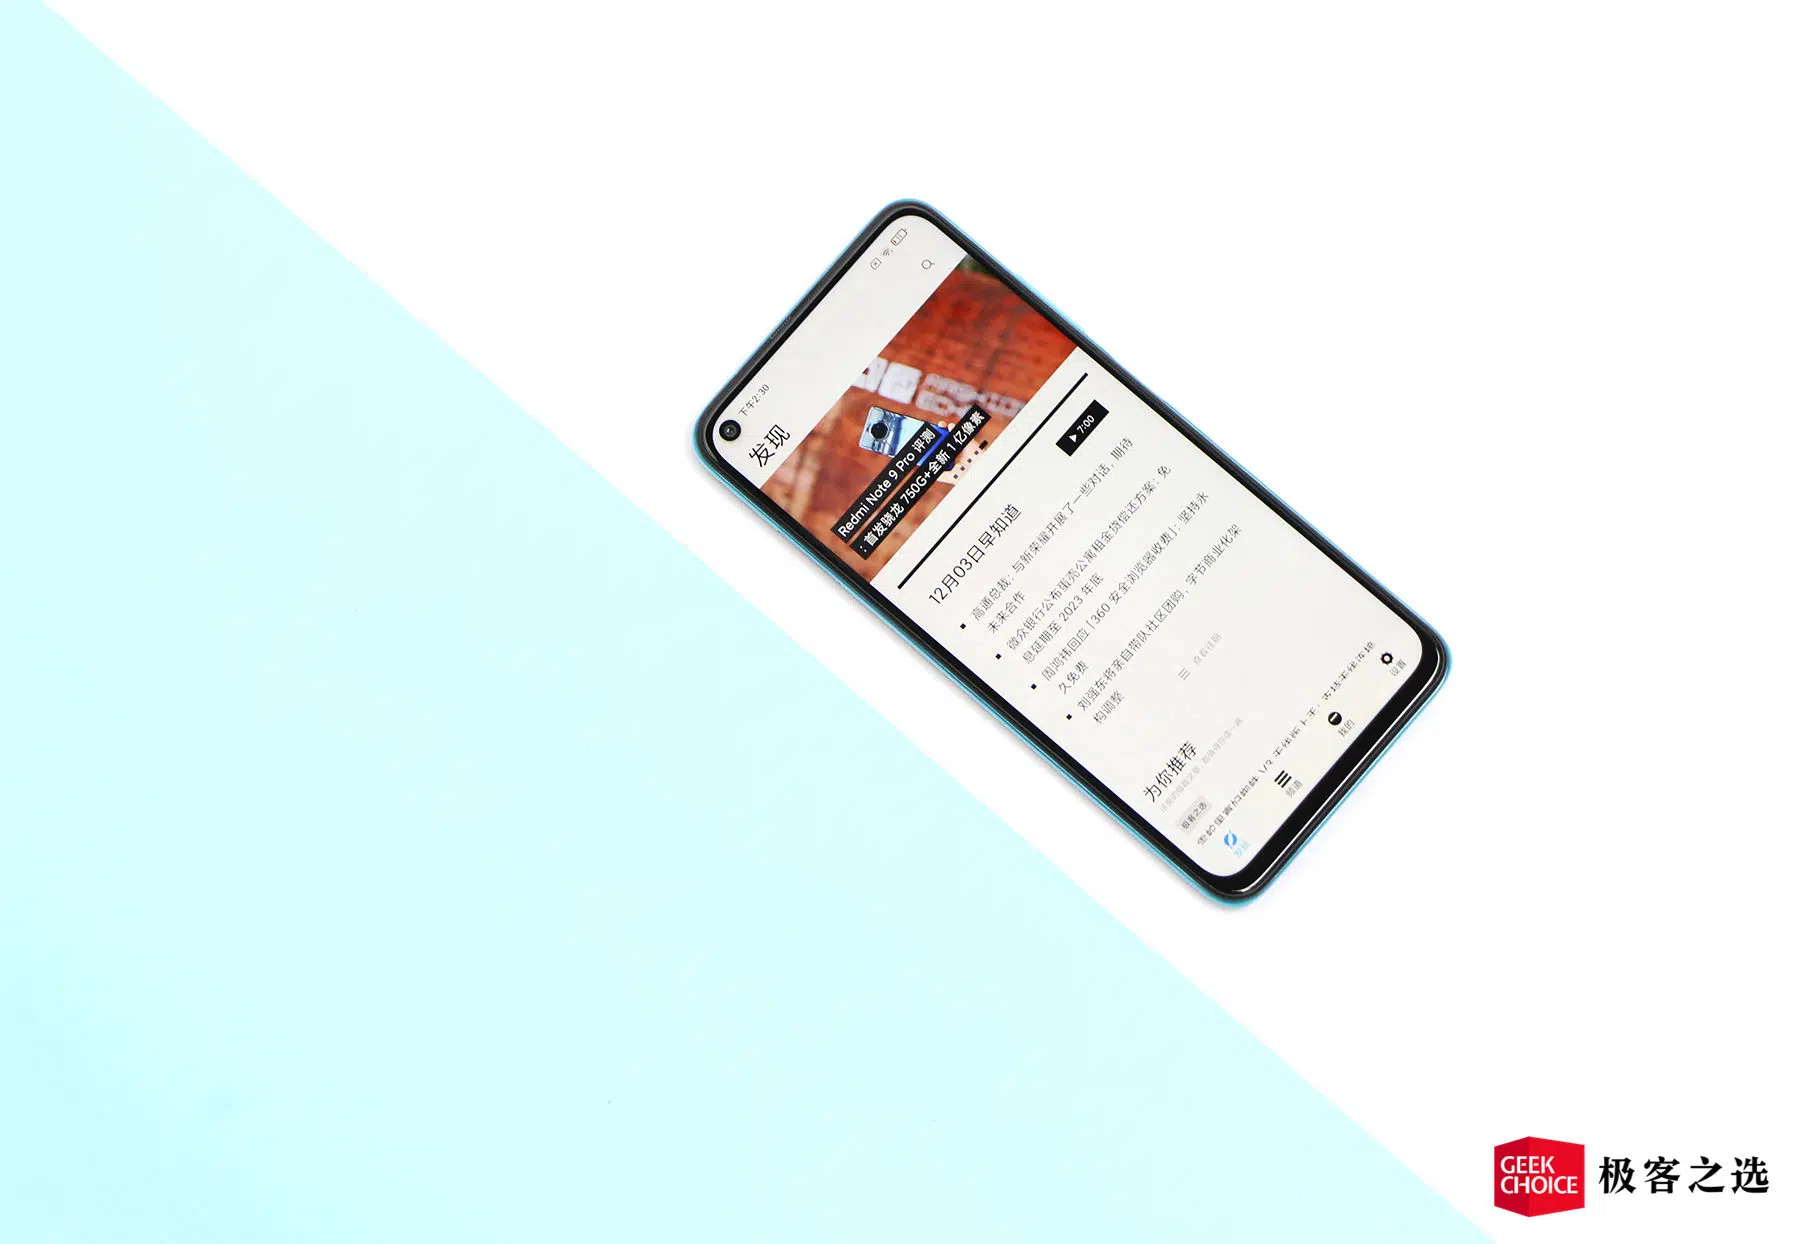 下午2:30
发现
Redmi Note 9 Pro 评测
：首发骁龙 750G+全新 1 亿像素
7:00
12月03日早知道
高通总裁：与新荣耀开展了一些对话，期待
未来合作
微众银行公布蛋壳公寓租金贷偿还方案：免
息延期至 2023 年底
周鸿祎回应「360 安全浏览器收费」：坚持永
久免费
刘强东将亲自带队社区团购，字节商业化架
构调整
查看往期
为你推荐
极客之选
发现
频道
我的
设置
GEEK
CHOICE
极客之选